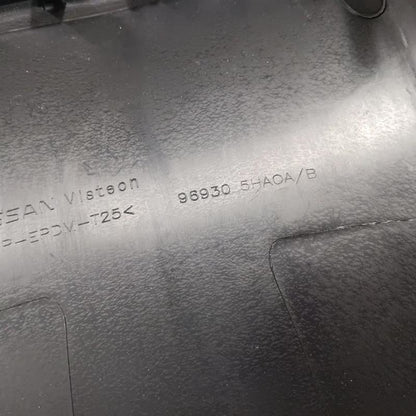 SSAN Visteon 96930 5HA0A/B
P-EPDM-T25<